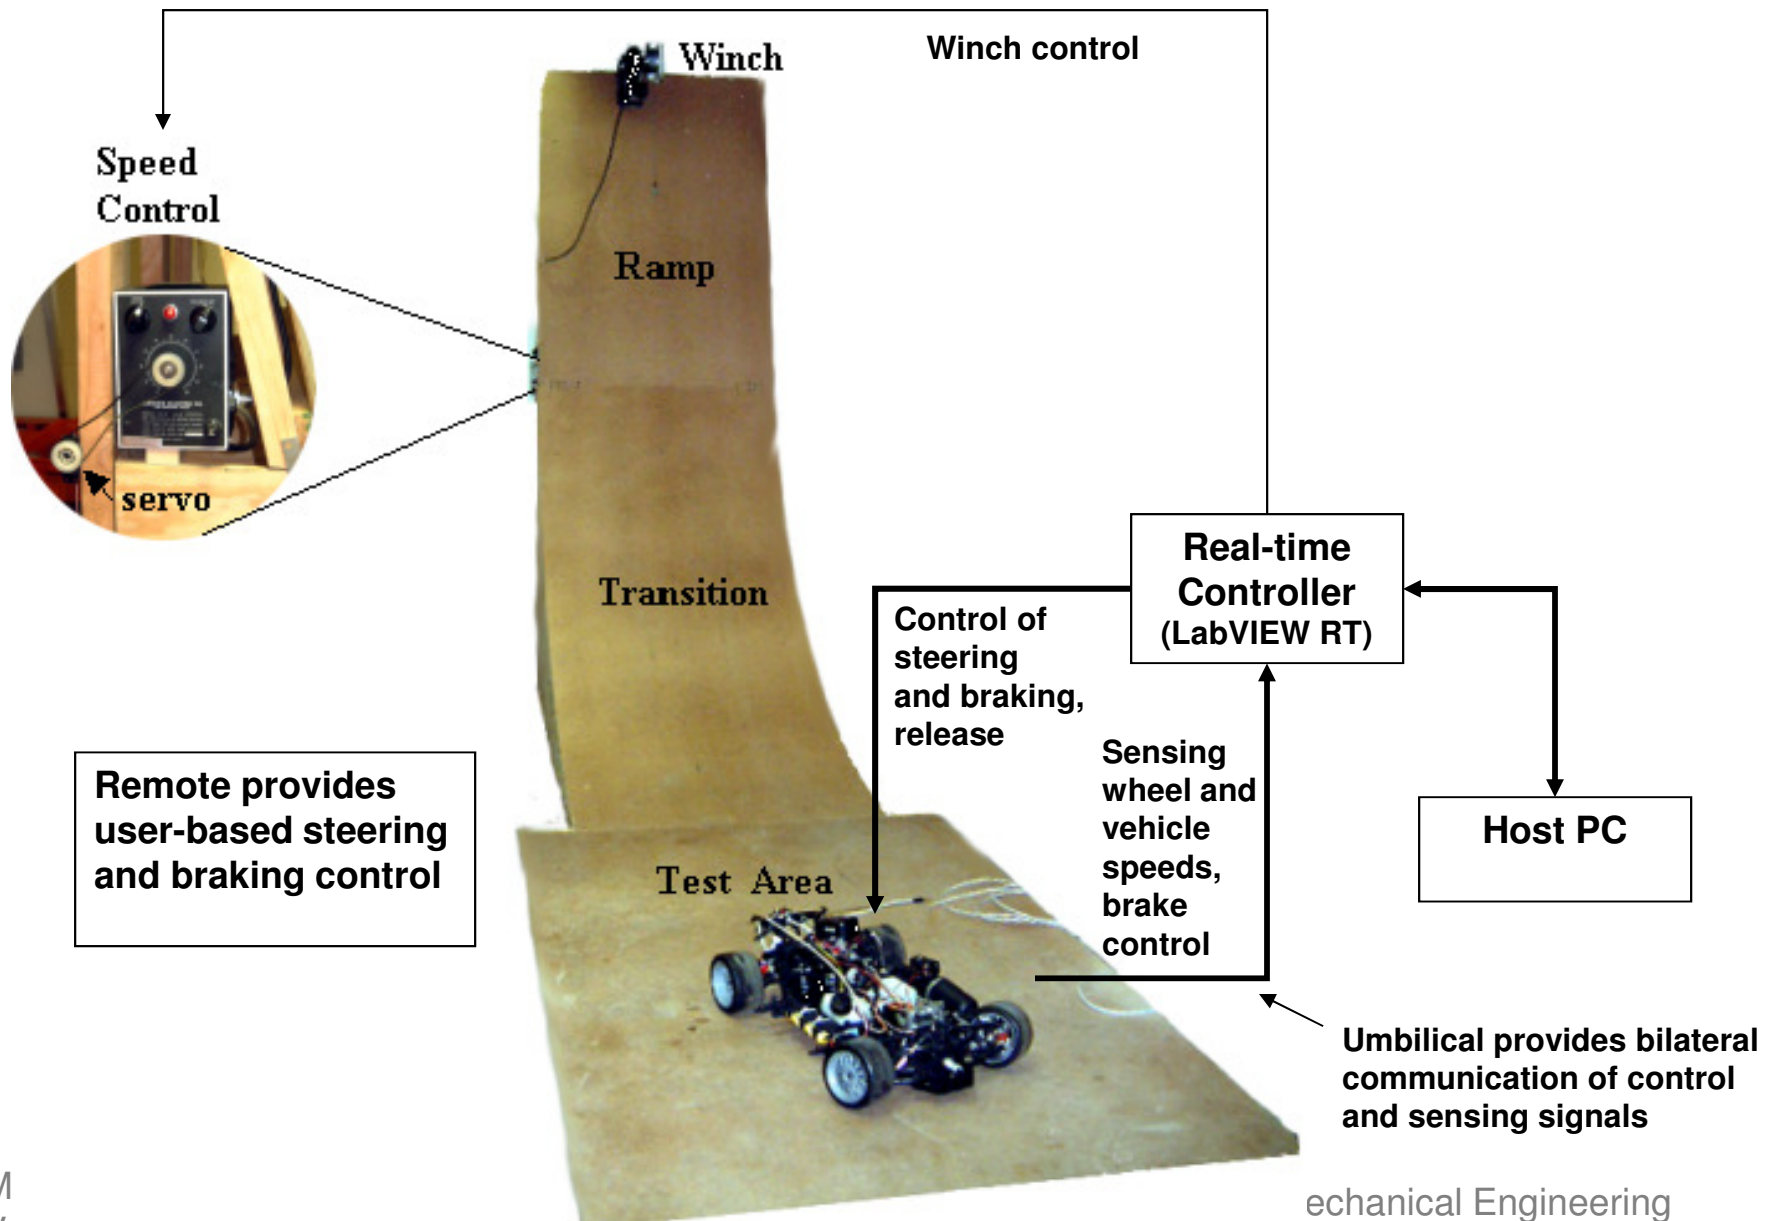 Winch control
Winch
Speed
Control
servo
Ramp
Transition
Test Area
Real-time
Controller
(LabVIEW RT)
Control of
steering
and braking,
release
Sensing
wheel and
vehicle
speeds,
brake
control
Host PC
Remote provides
user-based steering
and braking control
Umbilical provides bilateral
communication of control
and sensing signals
M
echanical Engineering